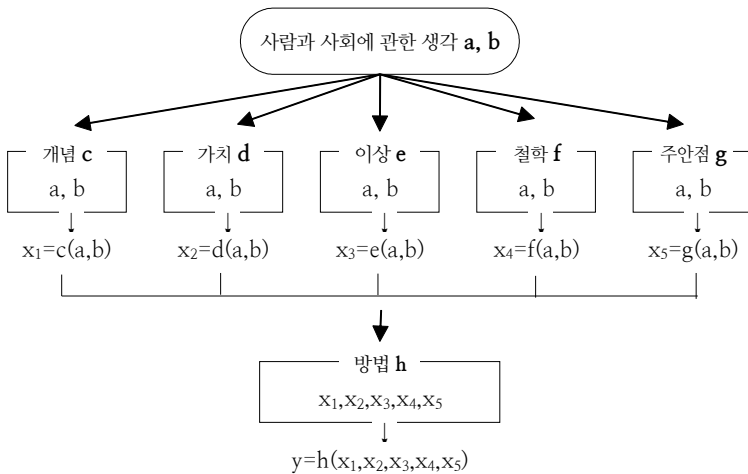 사람과 사회에 관한 생각 a, b
개념 c 가치 d 이상 e 철학 f 주안점 g
a, b a, b a, b a, b a, b
x₁=c(a,b) x₂=d(a,b) x₃=e(a,b) x₄=f(a,b) x₅=g(a,b)
방법 h
x₁,x₂,x₃,x₄,x₅
y=h(x₁,x₂,x₃,x₄,x₅)